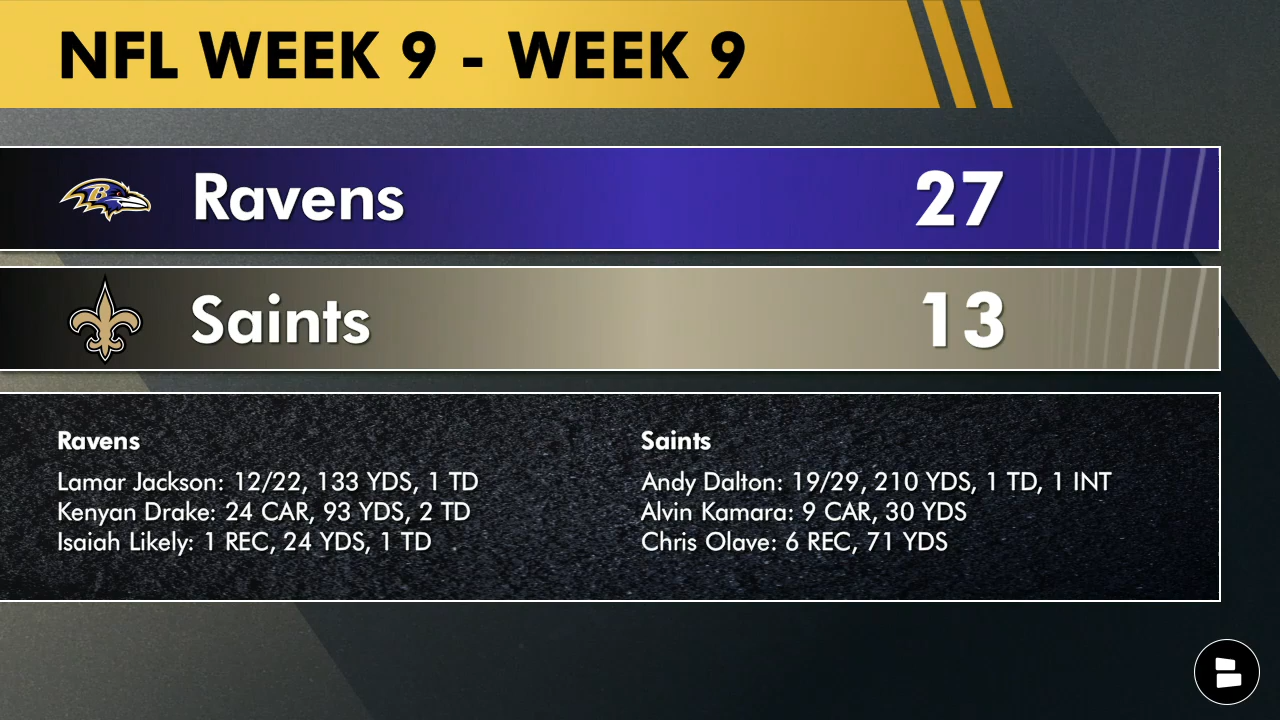 NFL WEEK 9 - WEEK 9
Ravens 27
Saints 13
Ravens
Lamar Jackson: 12/22, 133 YDS, 1 TD
Kenyan Drake: 24 CAR, 93 YDS, 2 TD
Isaiah Likely: 1 REC, 24 YDS, 1 TD
Saints
Andy Dalton: 19/29, 210 YDS, 1 TD, 1 INT
Alvin Kamara: 9 CAR, 30 YDS
Chris Olave: 6 REC, 71 YDS